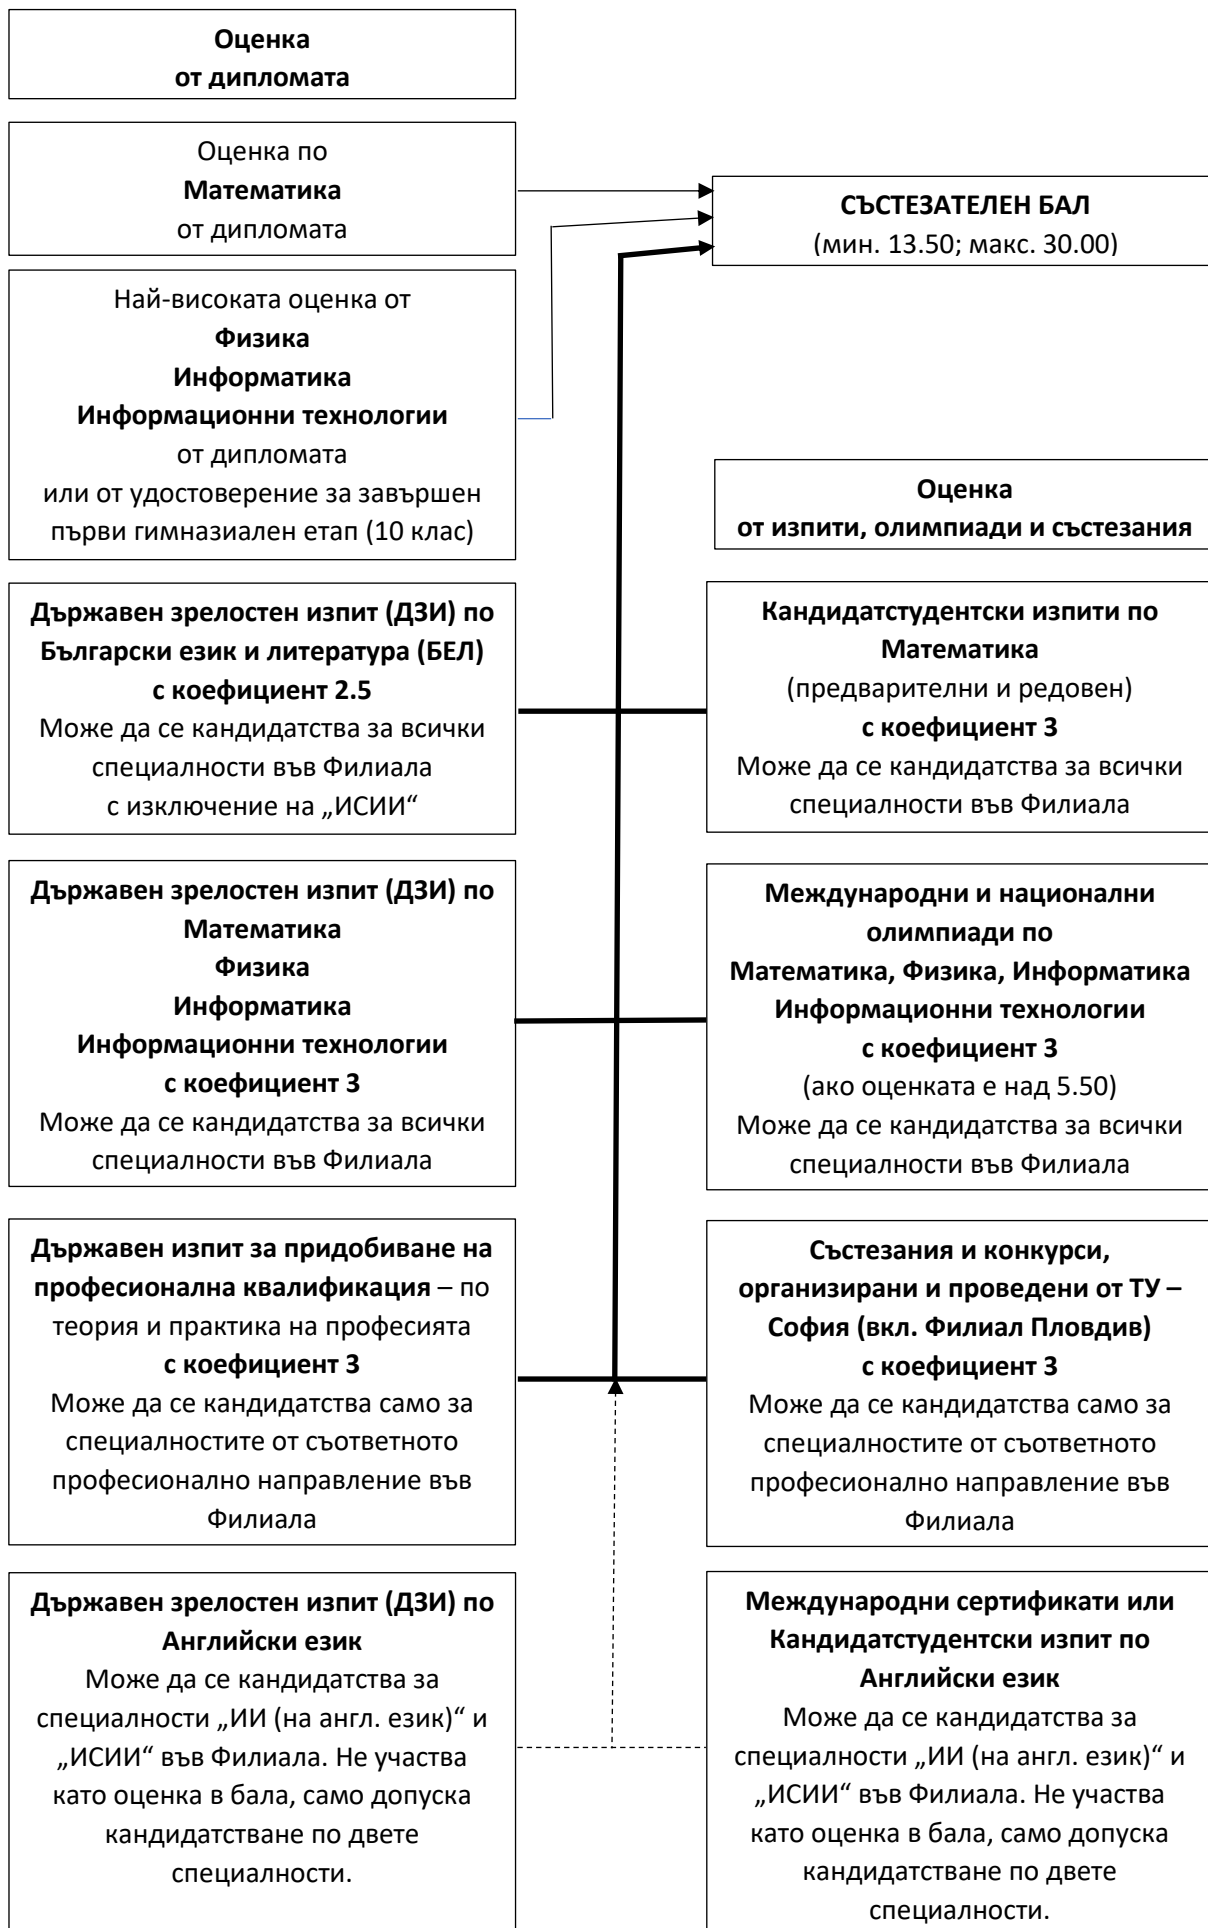 Оценка
от дипломата
Оценка по
Математика
от дипломата
СЪСТЕЗАТЕЛЕН БАЛ
(мин. 13.50; макс. 30.00)
Най-високата оценка от
Физика
Информатика
Информационни технологии
от дипломата
или от удостоверение за завършен
първи гимназиален етап (10 клас)
Оценка
от изпити, олимпиади и състезания
Държавен зрелостен изпит (ДЗИ) по
Български език и литература (БЕЛ)
с коефициент 2.5
Може да се кандидатства за всички
специалности във Филиала
с изключение на „ИСИИ“
Кандидатстудентски изпити по
Математика
(предварителни и редовен)
с коефициент 3
Може да се кандидатства за всички
специалности във Филиала
Държавен зрелостен изпит (ДЗИ) по
Математика
Физика
Информатика
Информационни технологии
с коефициент 3
Може да се кандидатства за всички
специалности във Филиала
Международни и национални
олимпиади по
Математика, Физика, Информатика
Информационни технологии
с коефициент 3
(ако оценката е над 5.50)
Може да се кандидатства за всички
специалности във Филиала
Държавен изпит за придобиване на
професионална квалификация – по
теория и практика на професията
с коефициент 3
Може да се кандидатства само за
специалностите от съответното
професионално направление във
Филиала
Състезания и конкурси,
организирани и проведени от ТУ –
София (вкл. Филиал Пловдив)
с коефициент 3
Може да се кандидатства само за
специалностите от съответното
професионално направление във
Филиала
Държавен зрелостен изпит (ДЗИ) по
Английски език
Може да се кандидатства за
специалности „ИИ (на англ. език)“ и
„ИСИИ“ във Филиала. Не участва
като оценка в бала, само допуска
кандидатстване по двете
специалности.
Международни сертификати или
Кандидатстудентски изпит по
Английски език
Може да се кандидатства за
специалности „ИИ (на англ. език)“ и
„ИСИИ“ във Филиала. Не участва
като оценка в бала, само допуска
кандидатстване по двете
специалности.